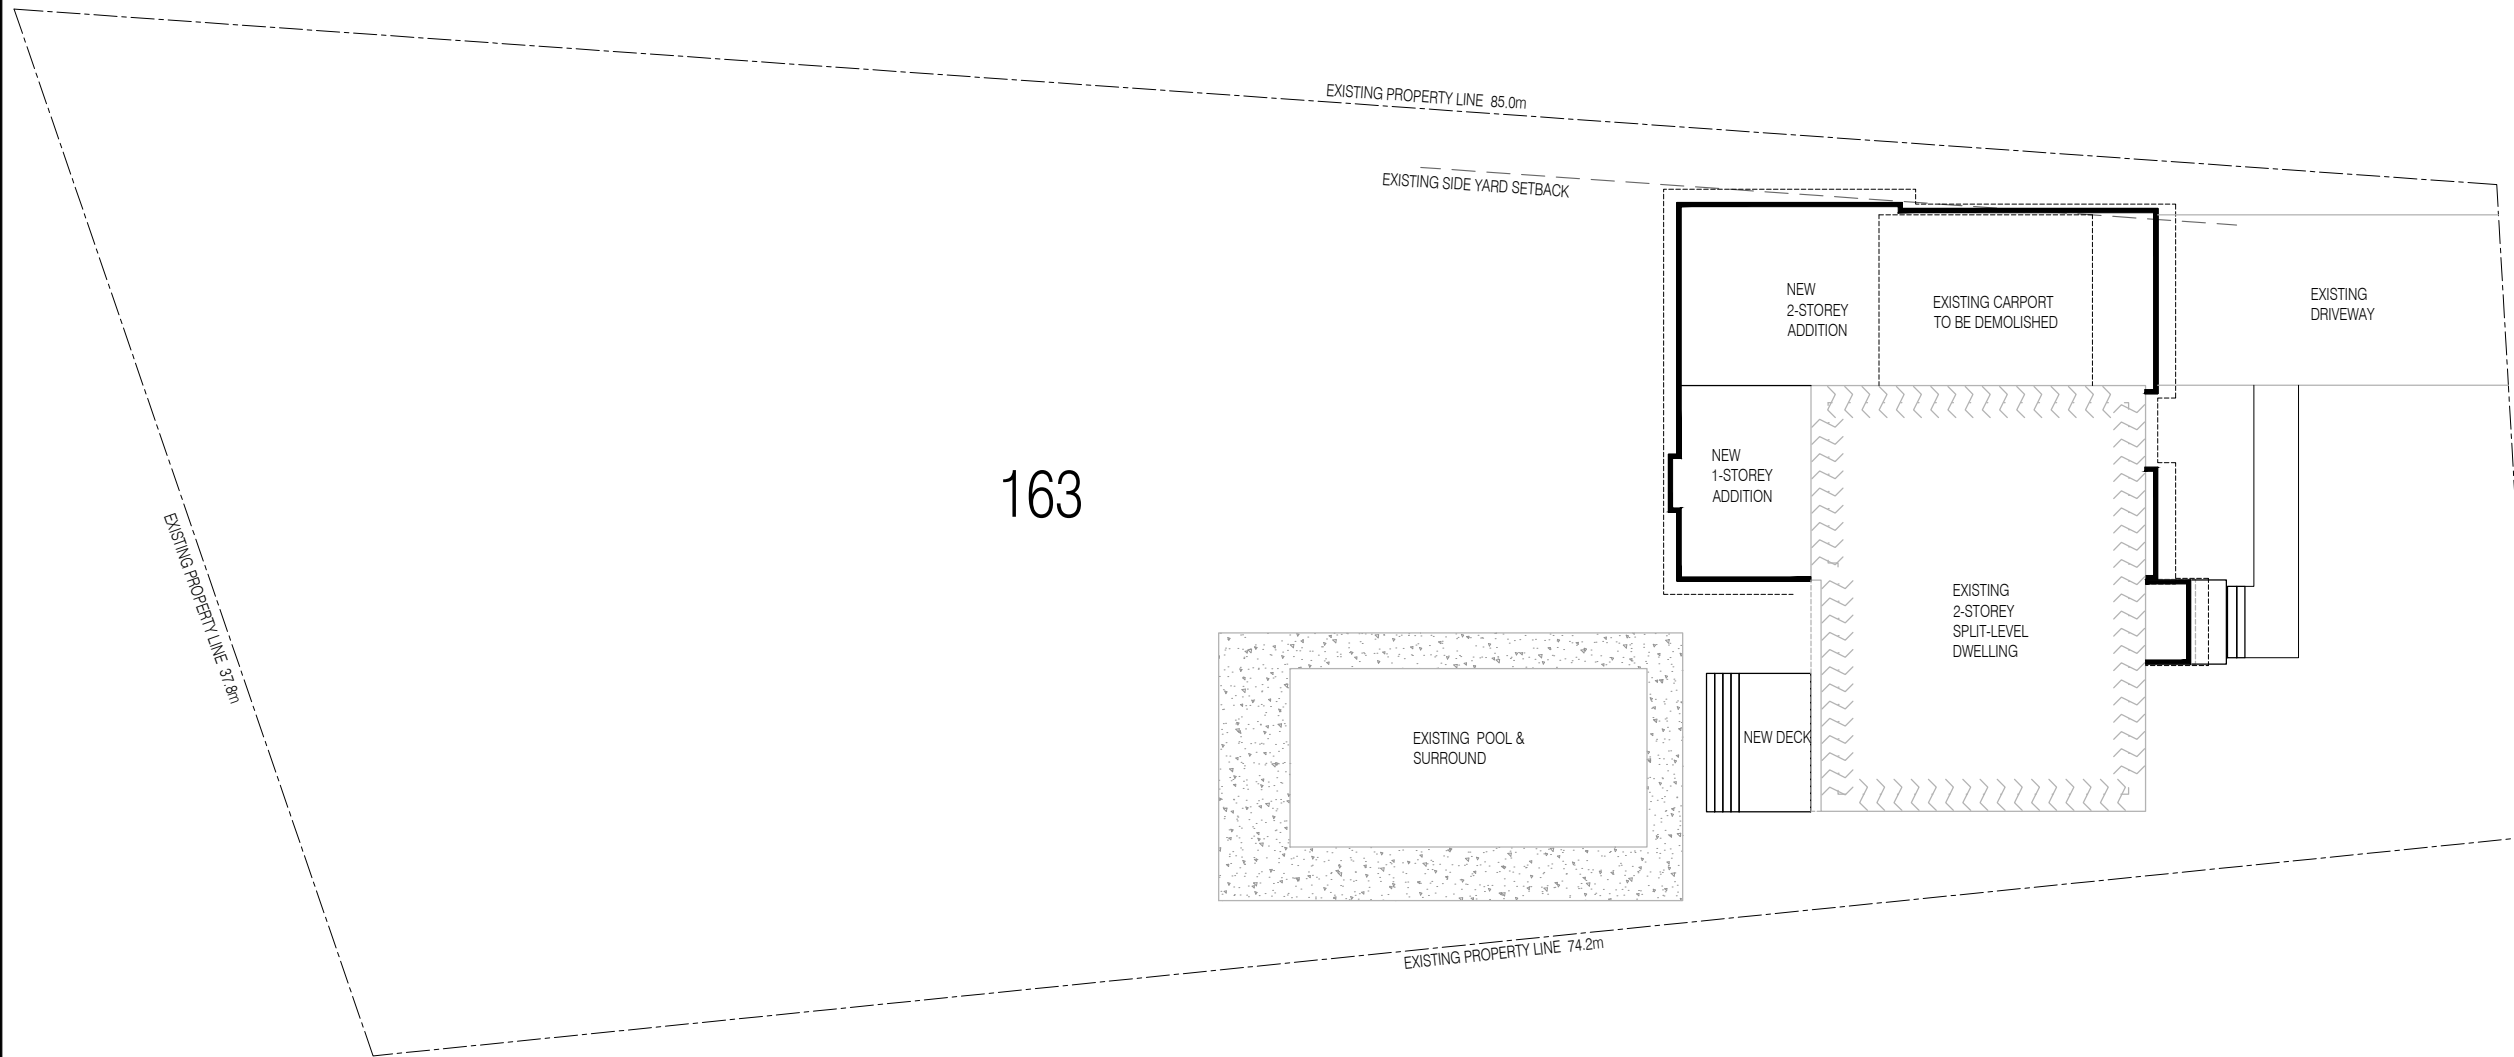 EXISTING PROPERTY LINE 85.0m
EXISTING SIDE YARD SETBACK
NEW
2-STOREY
ADDITION
EXISTING CARPORT
TO BE DEMOLISHED
EXISTING
DRIVEWAY
163
NEW
1-STOREY
ADDITION
EXISTING PROPERTY LINE 37.8m
EXISTING
2-STOREY
SPLIT-LEVEL
DWELLING
EXISTING POOL &
SURROUND
NEW DECK
EXISTING PROPERTY LINE 74.2m